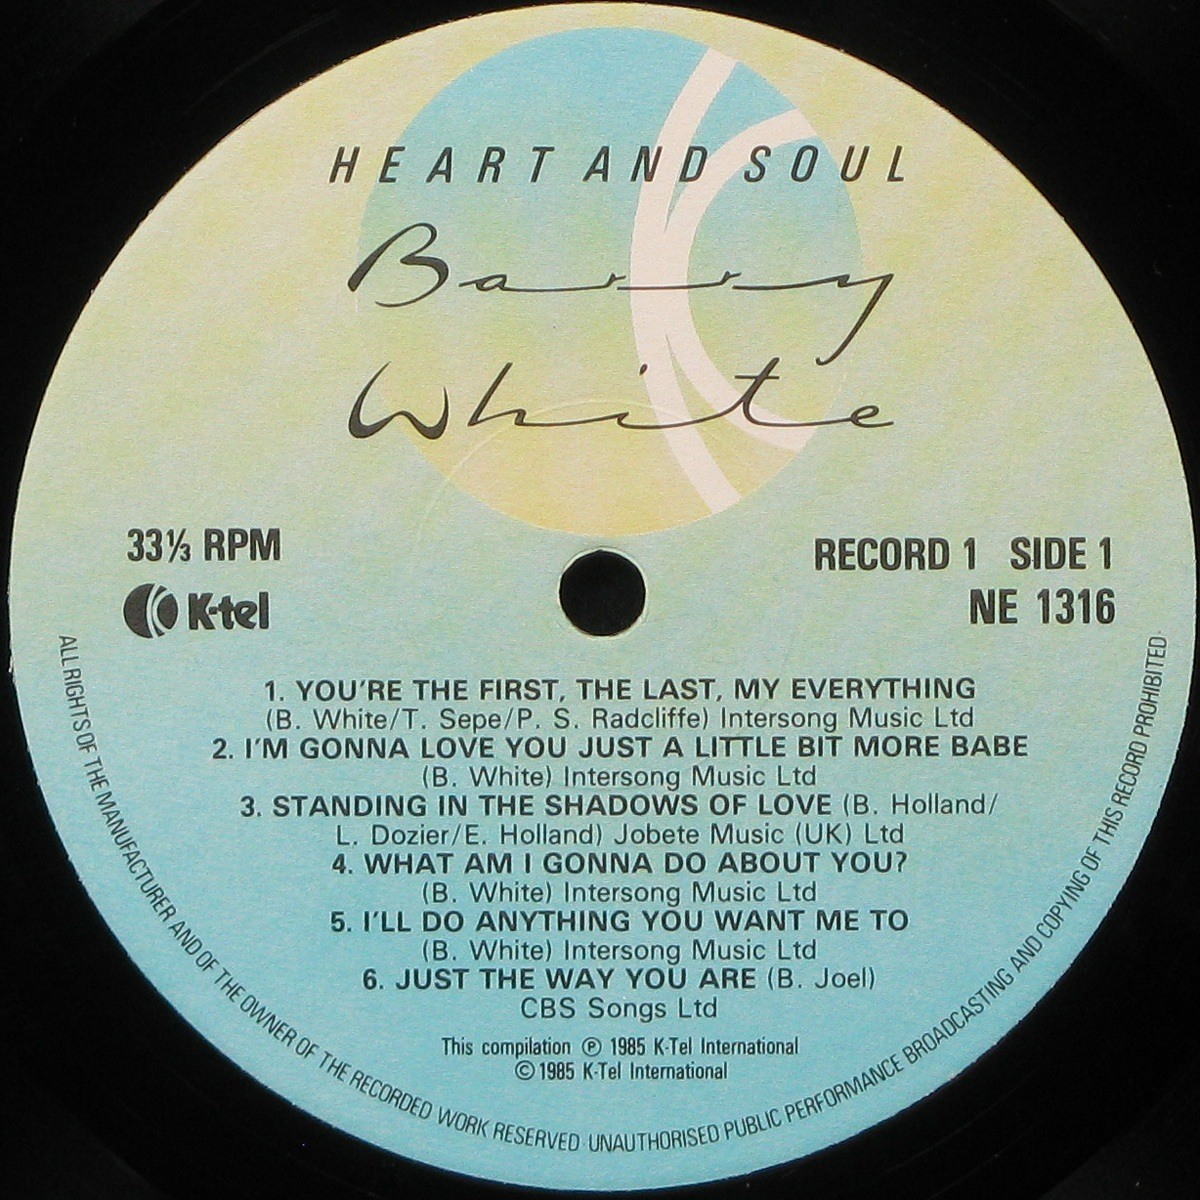 HEART AND SOUL
Barry
White
33⅓ RPM
K-tel
RECORD 1 SIDE 1
NE 1316
1. YOU'RE THE FIRST, THE LAST, MY EVERYTHING
(B. White/T. Sepe/P. S. Radcliffe) Intersong Music Ltd
2. I'M GONNA LOVE YOU JUST A LITTLE BIT MORE BABE
(B. White) Intersong Music Ltd
3. STANDING IN THE SHADOWS OF LOVE (B. Holland/
L. Dozier/E. Holland) Jobete Music (UK) Ltd
4. WHAT AM I GONNA DO ABOUT YOU?
(B. White) Intersong Music Ltd
5. I'LL DO ANYTHING YOU WANT ME TO
(B. White) Intersong Music Ltd
6. JUST THE WAY YOU ARE (B. Joel)
CBS Songs Ltd
This compilation ℗ 1985 K-Tel International
© 1985 K-Tel International
ALL RIGHTS OF THE MANUFACTURER AND OF THE OWNER OF THE RECORDED WORK RESERVED · UNAUTHORISED PUBLIC PERFORMANCE BROADCASTING AND COPYING OF THIS RECORD PROHIBITED ·